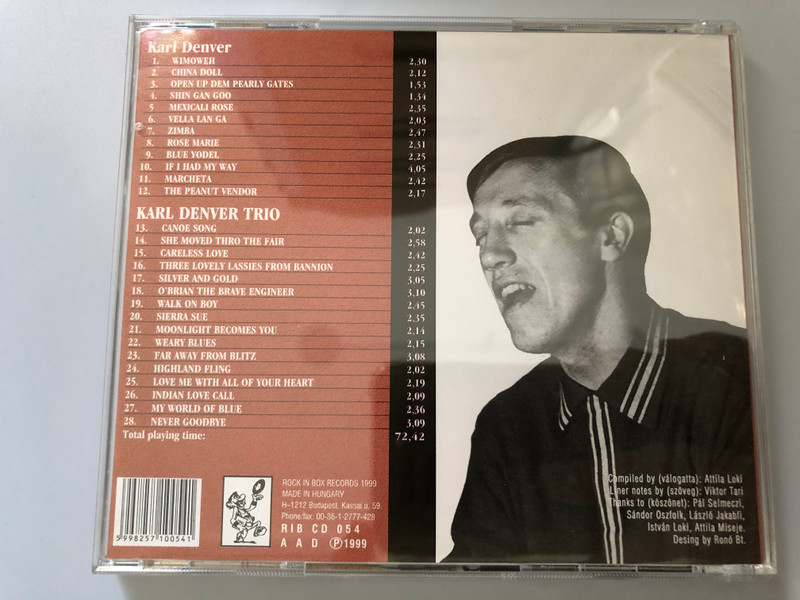 Karl Denver
1. WIMOWEH 2,30
2. CHINA DOLL 2,12
3. OPEN UP DEM PEARLY GATES 1,53
4. SHIN GAN GOO 1,34
5 MEXICALI ROSE 2,35
6. VELLA LAN GA 2,03
7. ZIMBA 2,47
8. ROSE MARIE 2,31
9. BLUE YODEL 2,25
10. IF I HAD MY WAY 4,05
11. MARCHETA 2,42
12. THE PEANUT VENDOR 2,17
KARL DENVER TRIO
13. CANOE SONG 2,02
14. SHE MOVED THRO THE FAIR 2,58
15. CARELESS LOVE 2,42
16. THREE LOVELY LASSIES FROM BANNION 2,25
17. SILVER AND GOLD 3,05
18. O'BRIAN THE BRAVE ENGINEER 3,10
19. WALK ON BOY 2,45
20. SIERRA SUE 2,35
21. MOONLIGHT BECOMES YOU 2,14
22. WEARY BLUES 2,15
23. FAR AWAY FROM BLITZ 3,08
24. HIGHLAND FLING 2,02
25. LOVE ME WITH ALL OF YOUR HEART 2,19
26. INDIAN LOVE CALL 2,09
27. MY WORLD OF BLUE 2,36
28. NEVER GOODBYE 3,09
Total playing time: 72,42
5998257100541
ROCK IN BOX RECORDS 1999
MADE IN HUNGARY
H-1212 Budapest, Kassai u. 59.
Phone/fax: 00-36-1-2777-428
RIB CD 054
A A D Ⓟ1999
Compiled by (válogatta): Attila Loki
Liner notes by (szöveg): Viktor Tari
Thanks to (köszönet): Pál Selmeczi,
Sándor Oszfolk, László Jakabfi,
István Loki, Attila Miseje.
Desing by Ronó Bt.